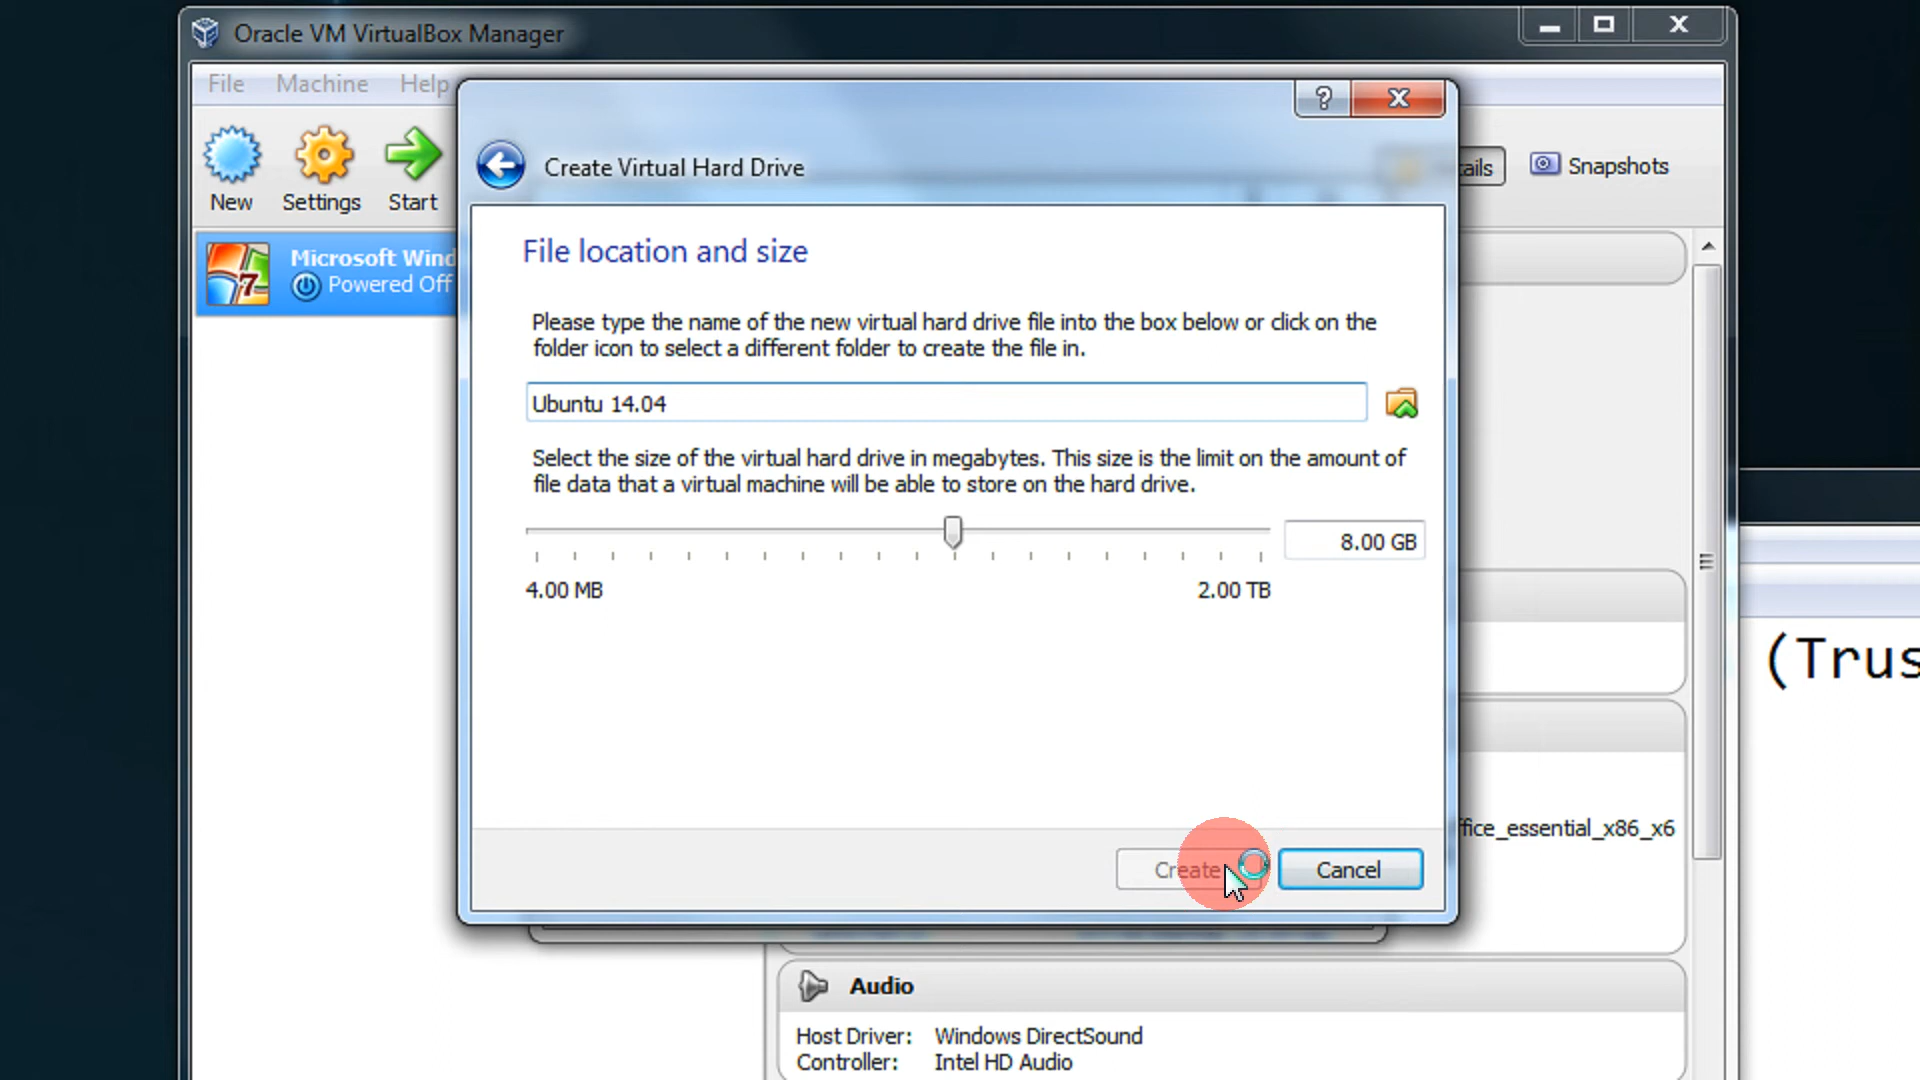 Oracle VM VirtualBox Manager
File Machine Help
Create Virtual Hard Drive
ails
Snapshots
New Settings Start
File location and size
Microsoft Wind
Powered Off
Please type the name of the new virtual hard drive file into the box below or click on the
folder icon to select a different folder to create the file in.
Ubuntu 14.04
Select the size of the virtual hard drive in megabytes. This size is the limit on the amount of
file data that a virtual machine will be able to store on the hard drive.
8.00 GB
4.00 MB 2.00 TB
(Trus
ffice_essential_x86_x6
Create Cancel
Audio
Host Driver: Windows DirectSound
Controller: Intel HD Audio